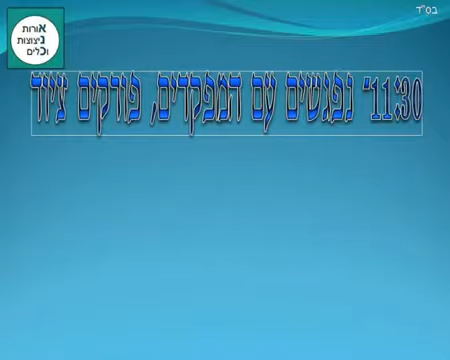 בס"ד
אורות
ניצוצות
וכלים
11:30' נפגשים עם המפקדים, פורקים ציוד